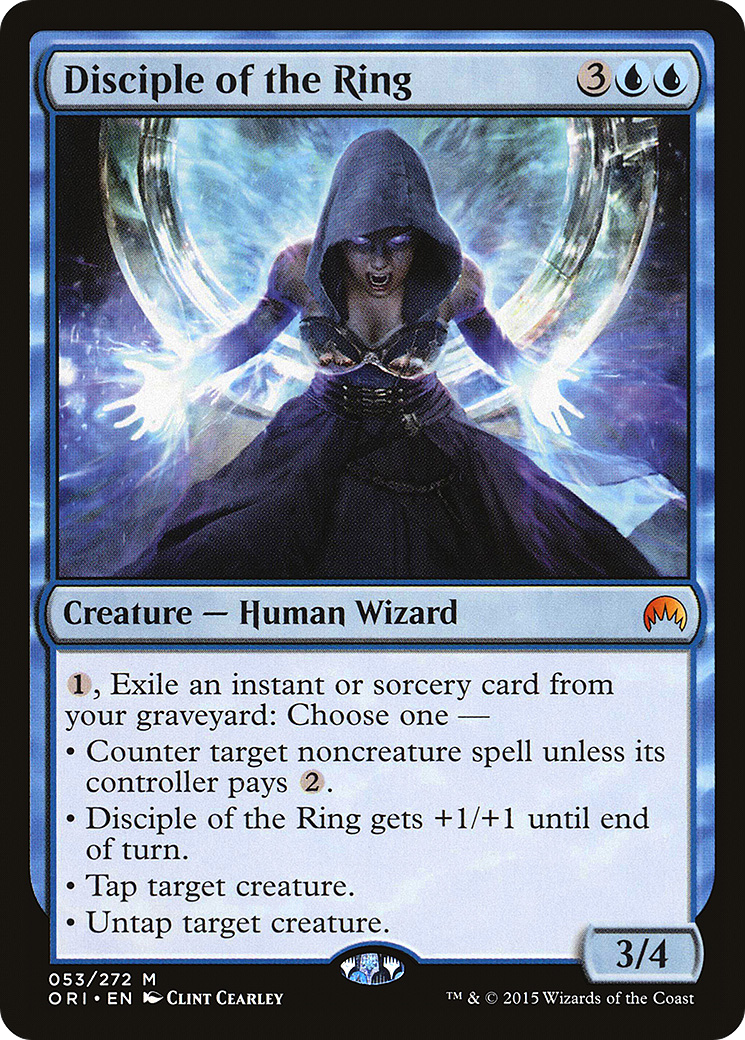 Disciple of the Ring 3
Creature — Human Wizard
1, Exile an instant or sorcery card from
your graveyard: Choose one —
• Counter target noncreature spell unless its
controller pays 2.
• Disciple of the Ring gets +1/+1 until end
of turn.
• Tap target creature.
• Untap target creature.
3/4
053/272 M
ORI • EN Clint Cearley
™ & © 2015 Wizards of the Coast